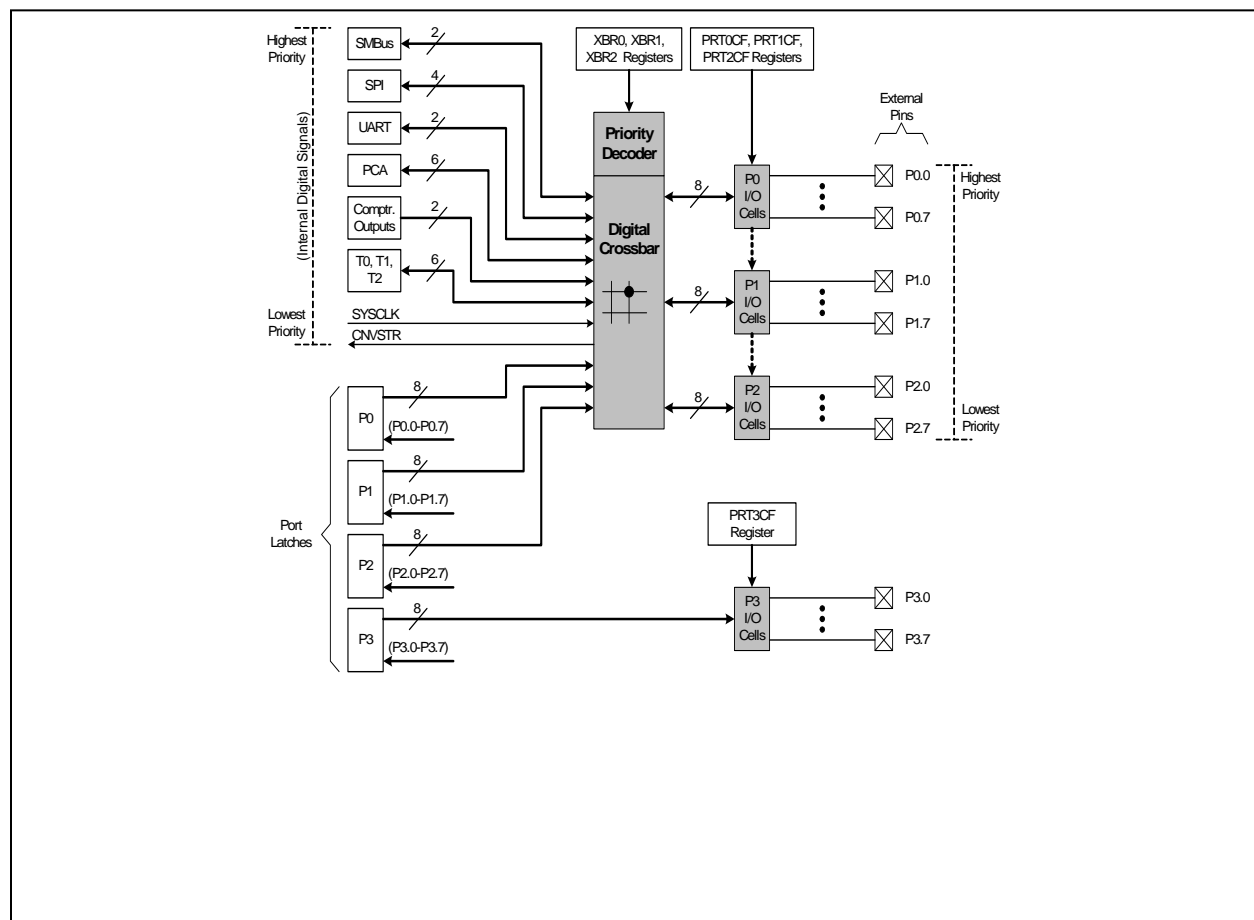 Highest
Priority
(Internal Digital Signals)
Lowest
Priority
SMBus
2
SPI
4
UART
2
PCA
6
Comptr.
Outputs
2
T0, T1,
T2
6
SYSCLK
CNVSTR
XBR0, XBR1,
XBR2 Registers
PRT0CF, PRT1CF,
PRT2CF Registers
Priority
Decoder
Digital
Crossbar
8
P0
I/O
Cells
8
P1
I/O
Cells
8
P2
I/O
Cells
External
Pins
P0.0
P0.7
P1.0
P1.7
P2.0
P2.7
Highest
Priority
Lowest
Priority
Port
Latches
P0
8
(P0.0-P0.7)
P1
8
(P1.0-P1.7)
P2
8
(P2.0-P2.7)
P3
8
(P3.0-P3.7)
PRT3CF
Register
P3
I/O
Cells
P3.0
P3.7